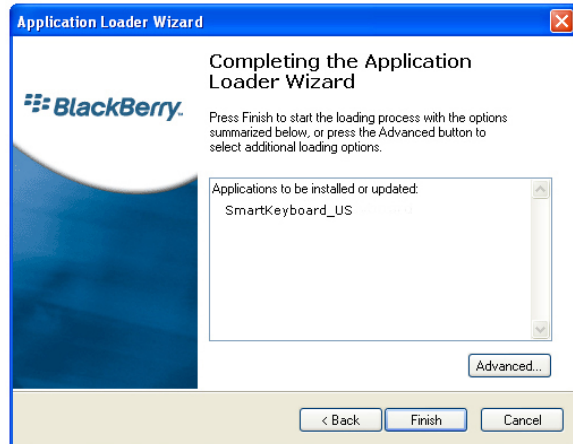 Application Loader Wizard
Completing the Application
Loader Wizard
BlackBerry.
Press Finish to start the loading process with the options
summarized below, or press the Advanced button to
select additional loading options.
Applications to be installed or updated:
SmartKeyboard_US
Advanced...
< Back
Finish
Cancel